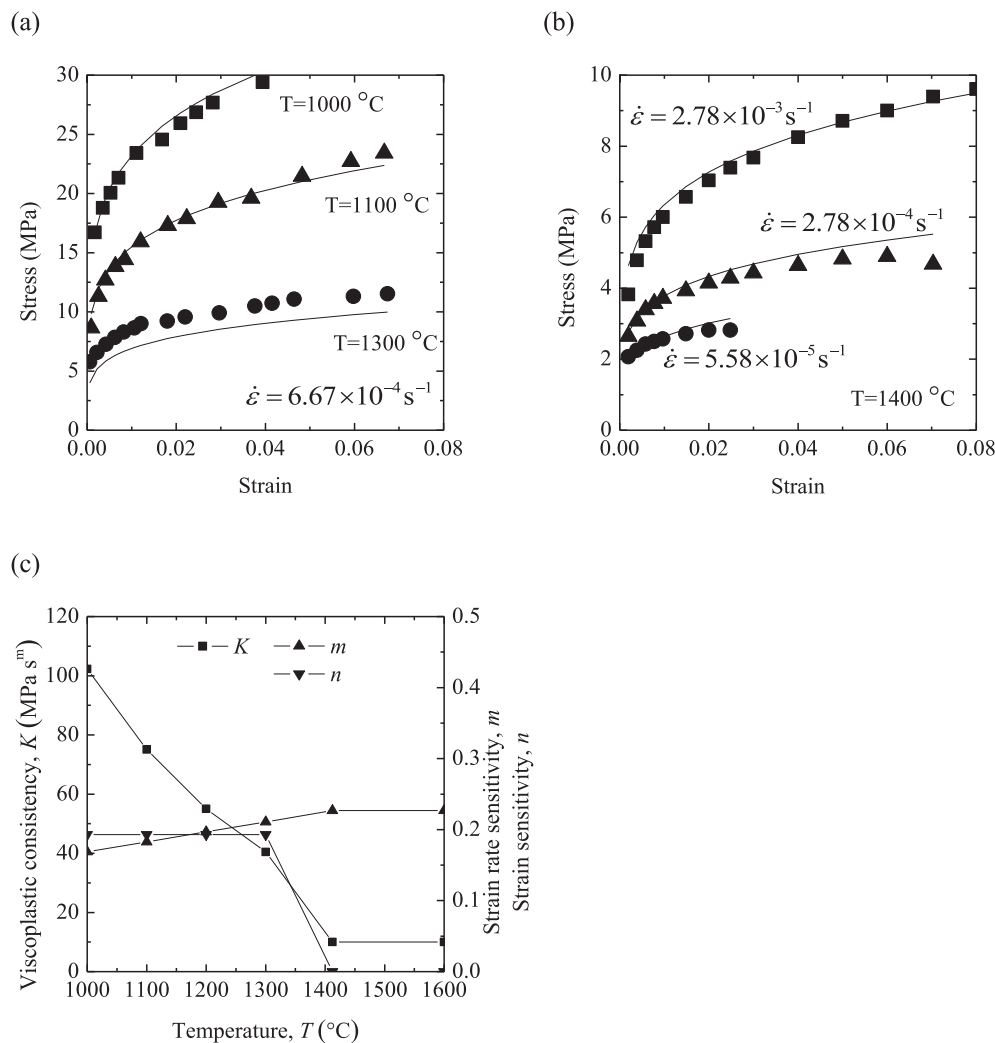 (a)
30
25
20
15
10
5
0
0.00 0.02 0.04 0.06 0.08
Stress (MPa)
Strain
T=1000 °C
T=1100 °C
T=1300 °C
ε̇ = 6.67×10⁻⁴s⁻¹
(b)
10
8
6
4
2
0
0.00 0.02 0.04 0.06 0.08
Stress (MPa)
Strain
ε̇ = 2.78×10⁻³s⁻¹
ε̇ = 2.78×10⁻⁴s⁻¹
ε̇ = 5.58×10⁻⁵s⁻¹
T=1400 °C
(c)
120
100
80
60
40
20
0
0.5
0.4
0.3
0.2
0.1
0.0
1000 1100 1200 1300 1400 1500 1600
Viscoplastic consistency, K (MPa sᵐ)
Strain rate sensitivity, m
Strain sensitivity, n
Temperature, T (°C)
K
m
n